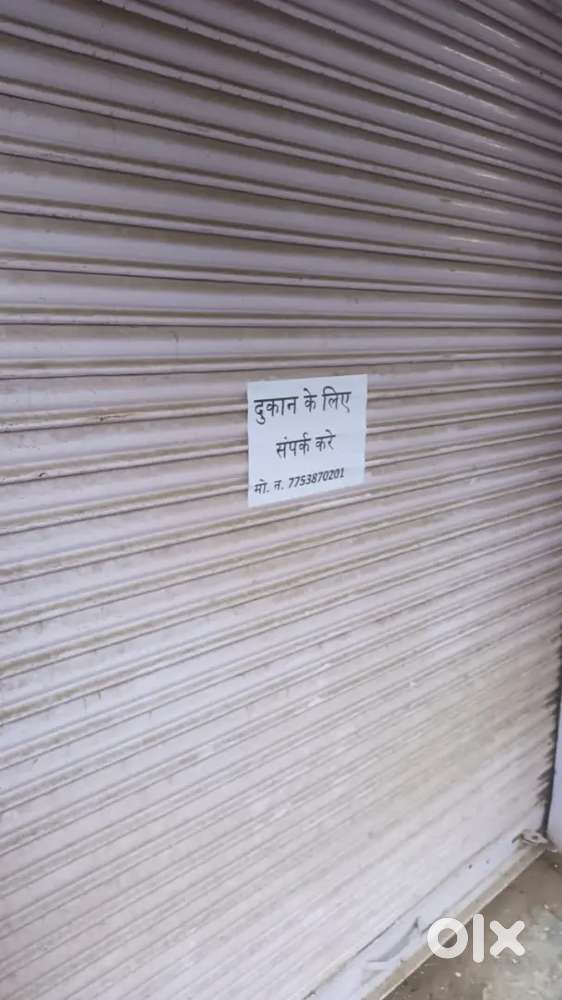 दुकान के लिए
संपर्क करे
मो. न. 7753870201
olx